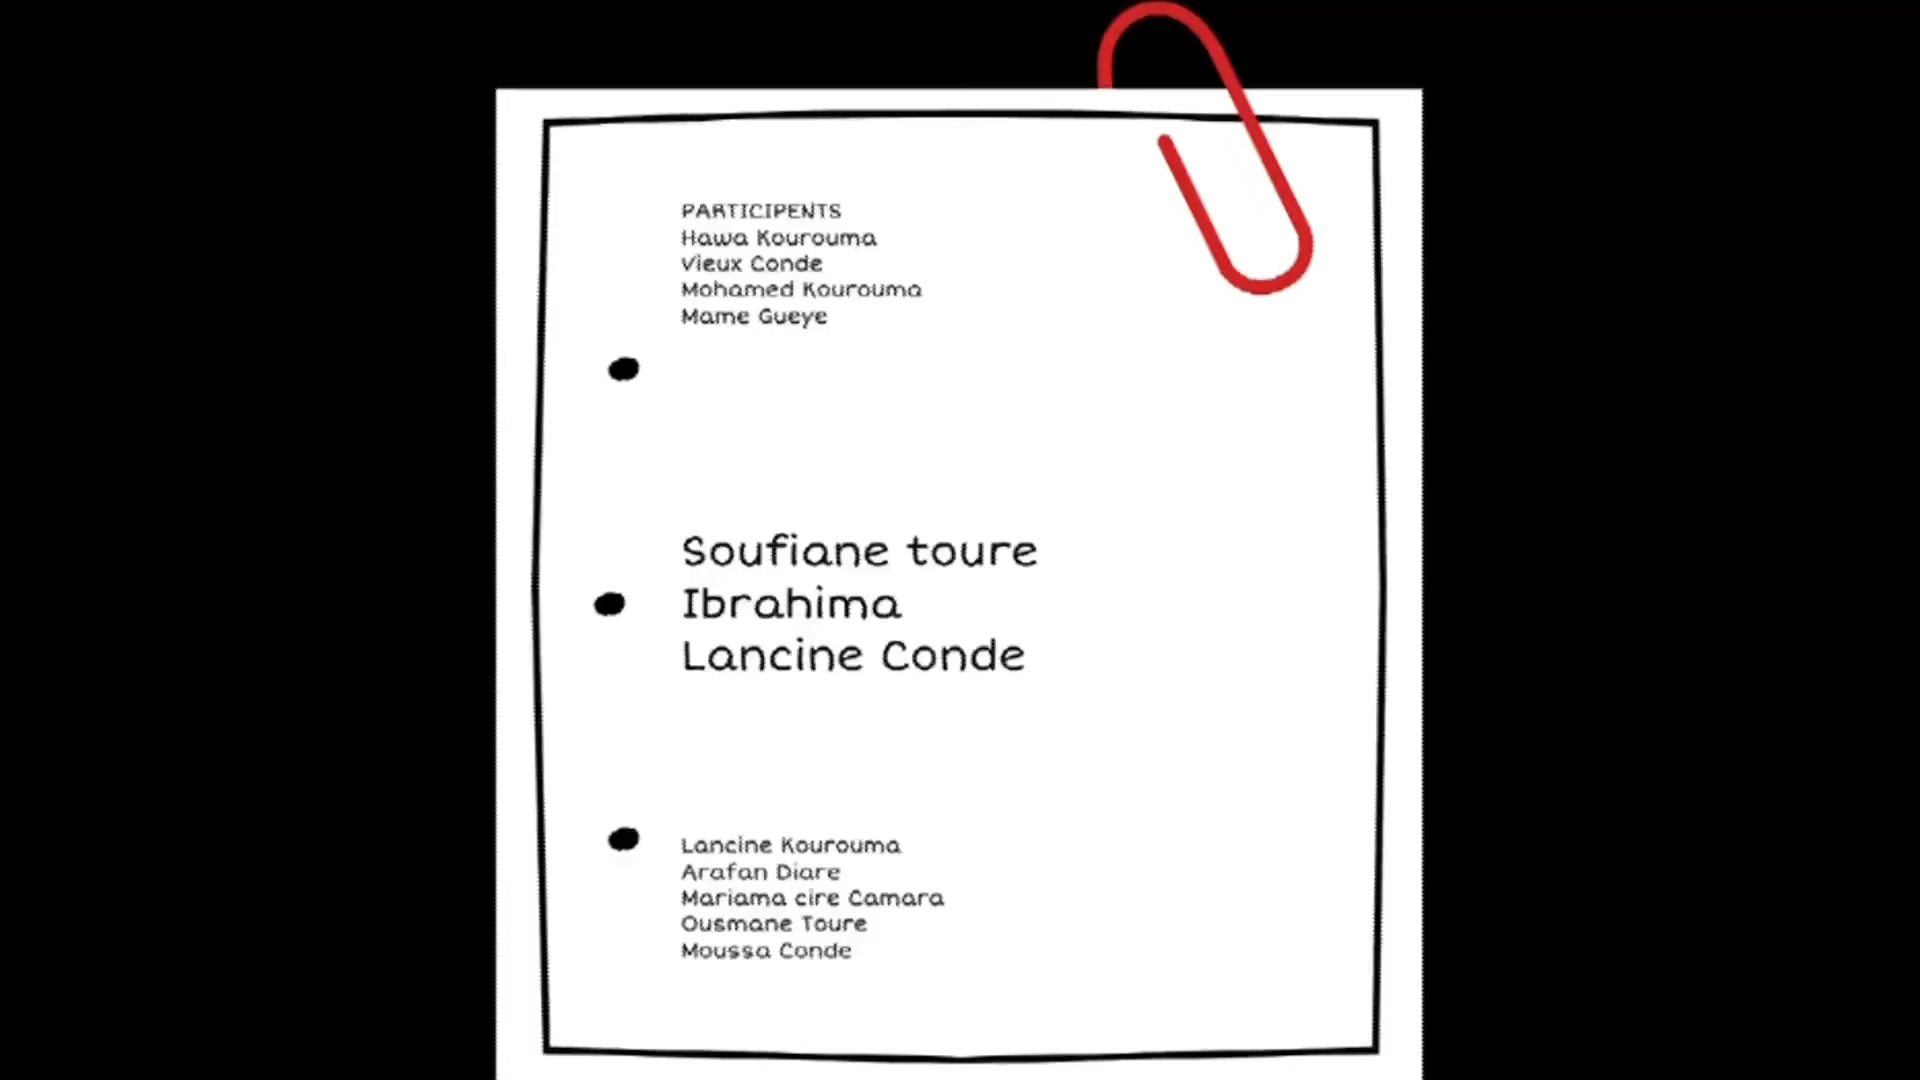 PARTICIPENTS
Hawa Kourouma
Vieux Conde
Mohamed Kourouma
Mame Gueye
Soufiane toure
Ibrahima
Lancine Conde
Lancine Kourouma
Arafan Diare
Mariama cire Camara
Ousmane Toure
Moussa Conde